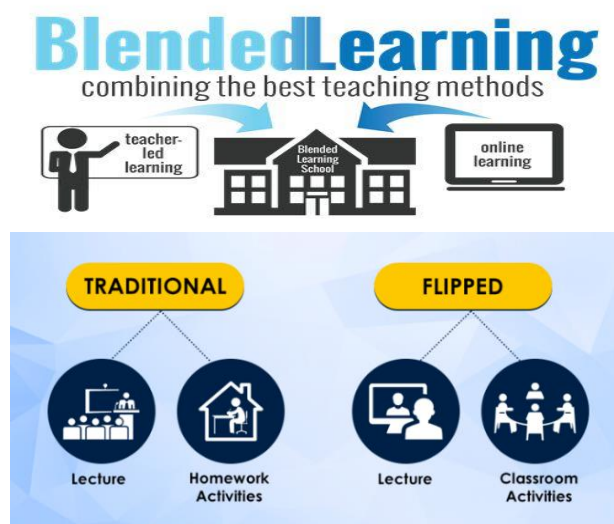 BlendedLearning
combining the best teaching methods
teacher-
led
learning
Blended
Learning
School
online
learning
TRADITIONAL
FLIPPED
Lecture
Homework
Activities
Lecture
Classroom
Activities